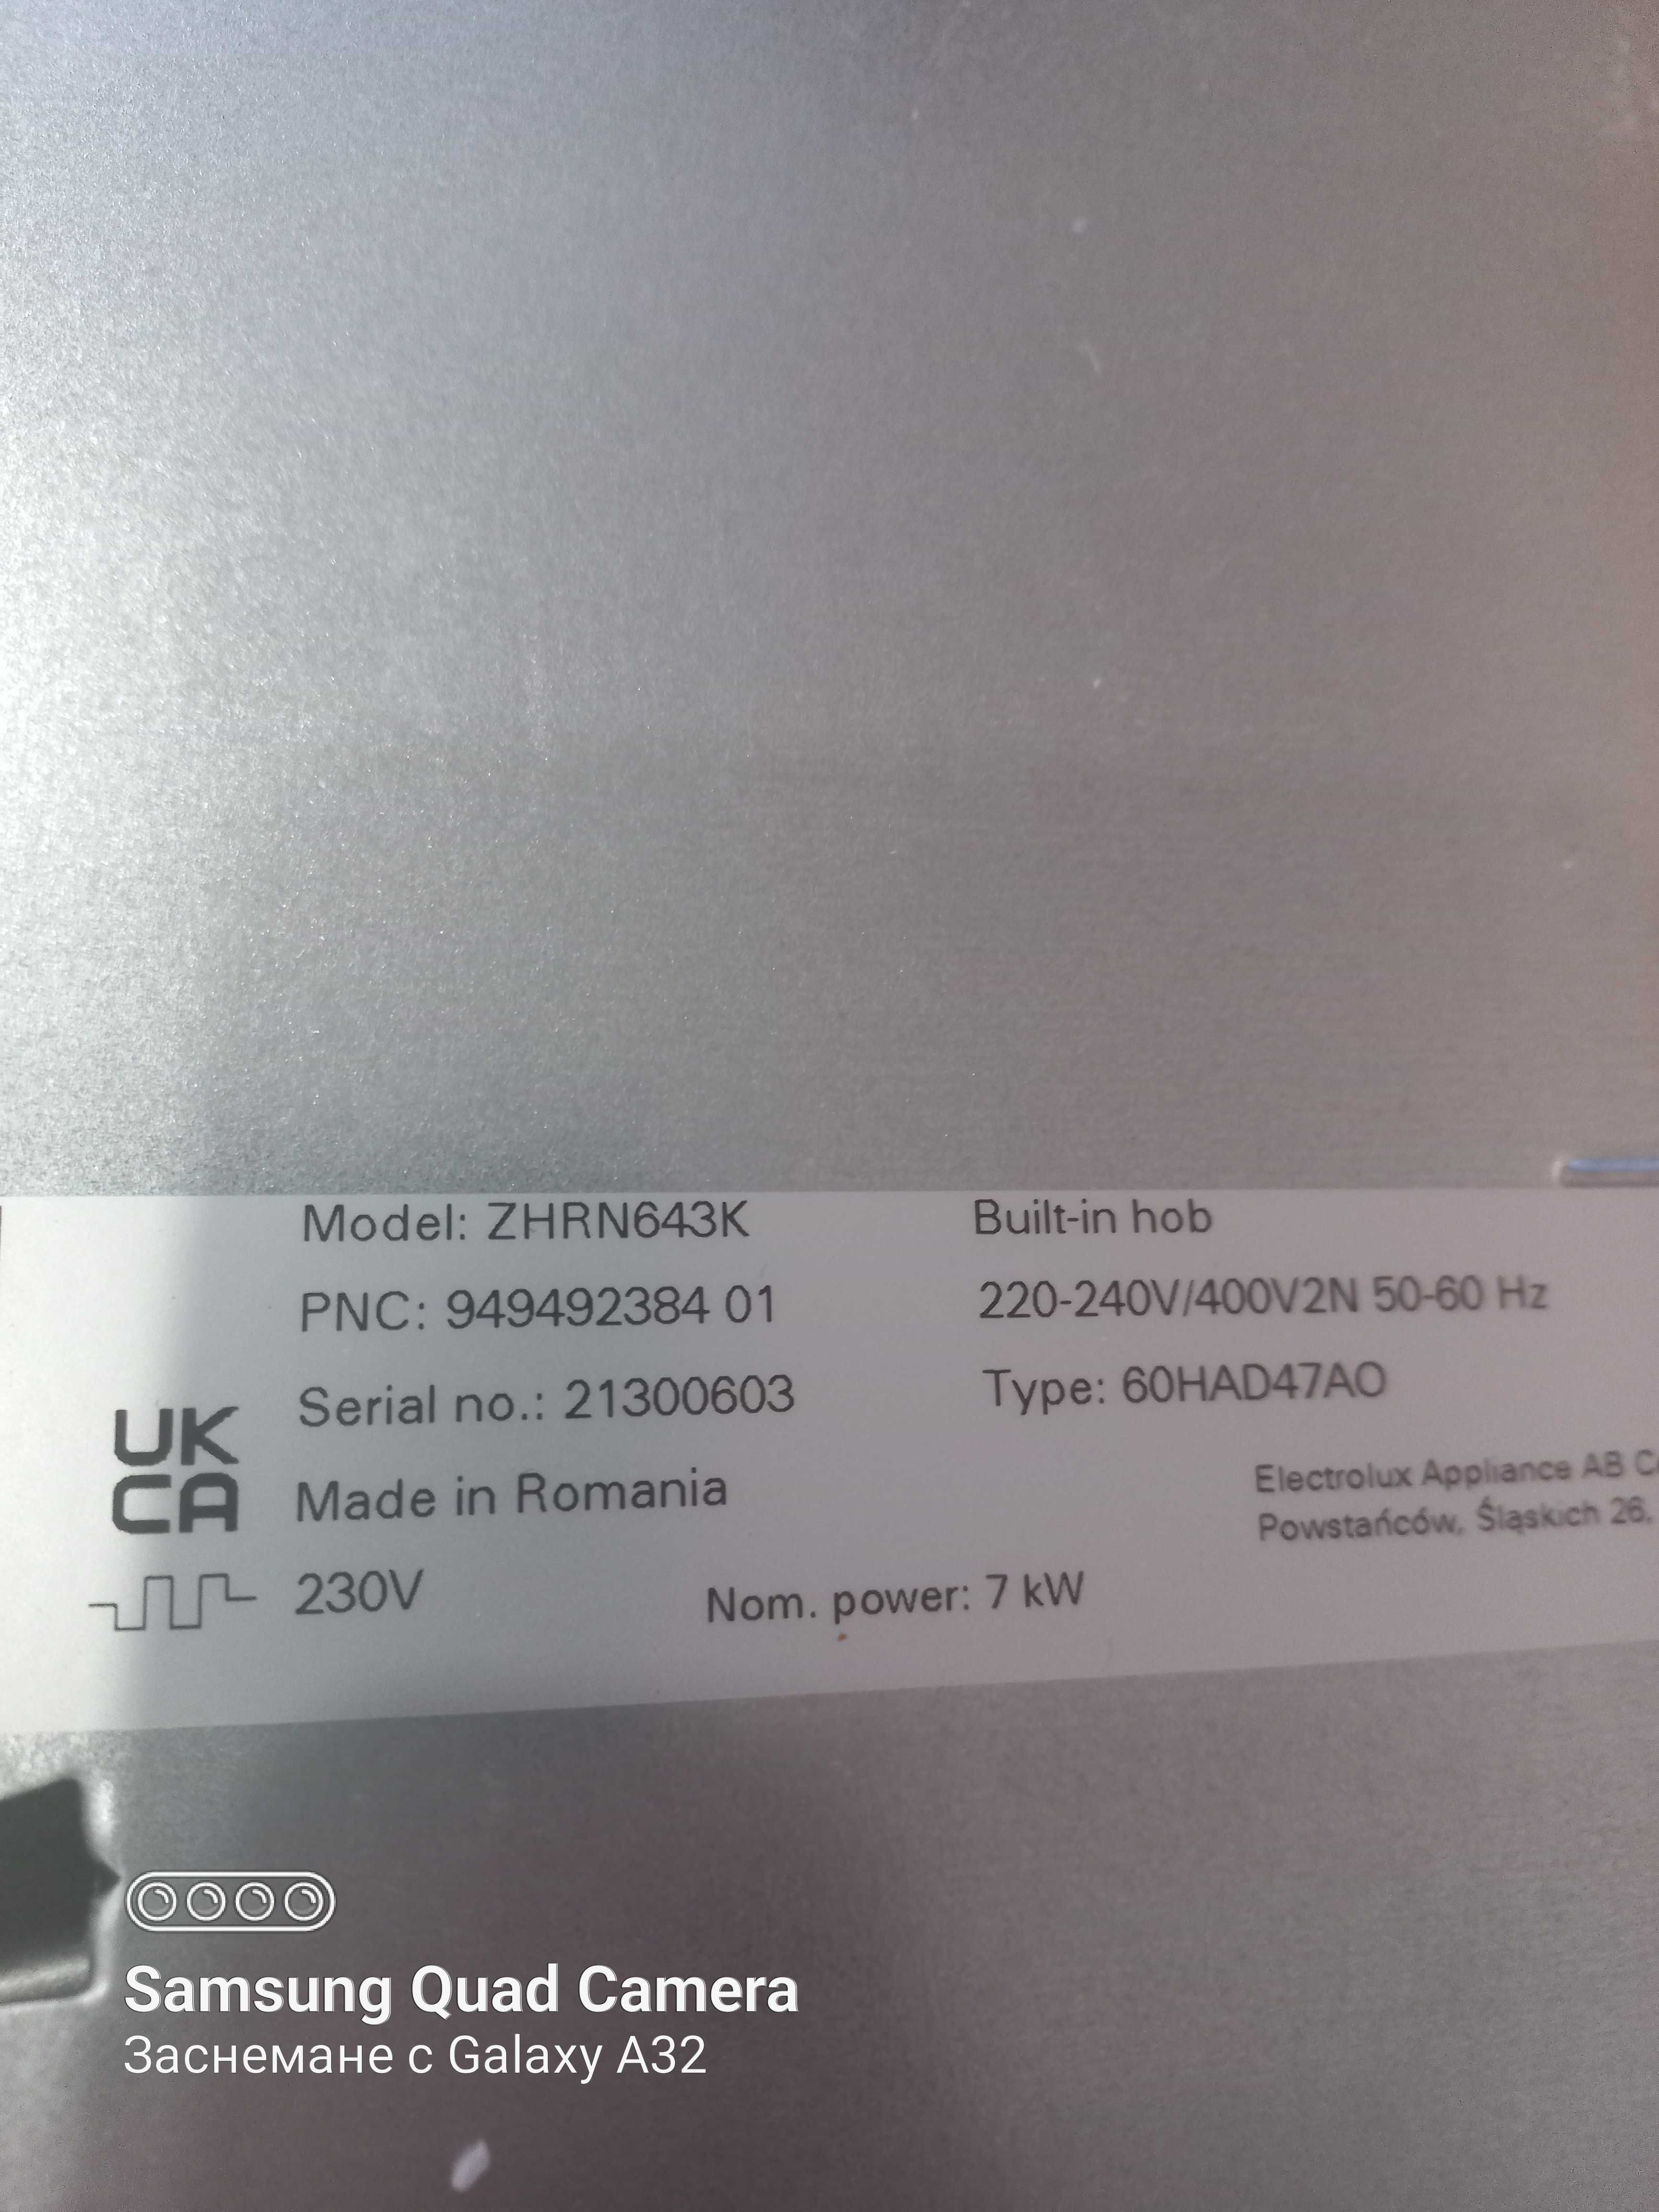 Model: ZHRN643K
Built-in hob
PNC: 949492384 01
220-240V/400V2N 50-60 Hz
Serial no.: 21300603
Type: 60HAD47AO
UK
CA
Made in Romania
Electrolux Appliance AB
Powstańców, Śląskich 26,
230V
Nom. power: 7 kW
Samsung Quad Camera
Заснемане с Galaxy A32